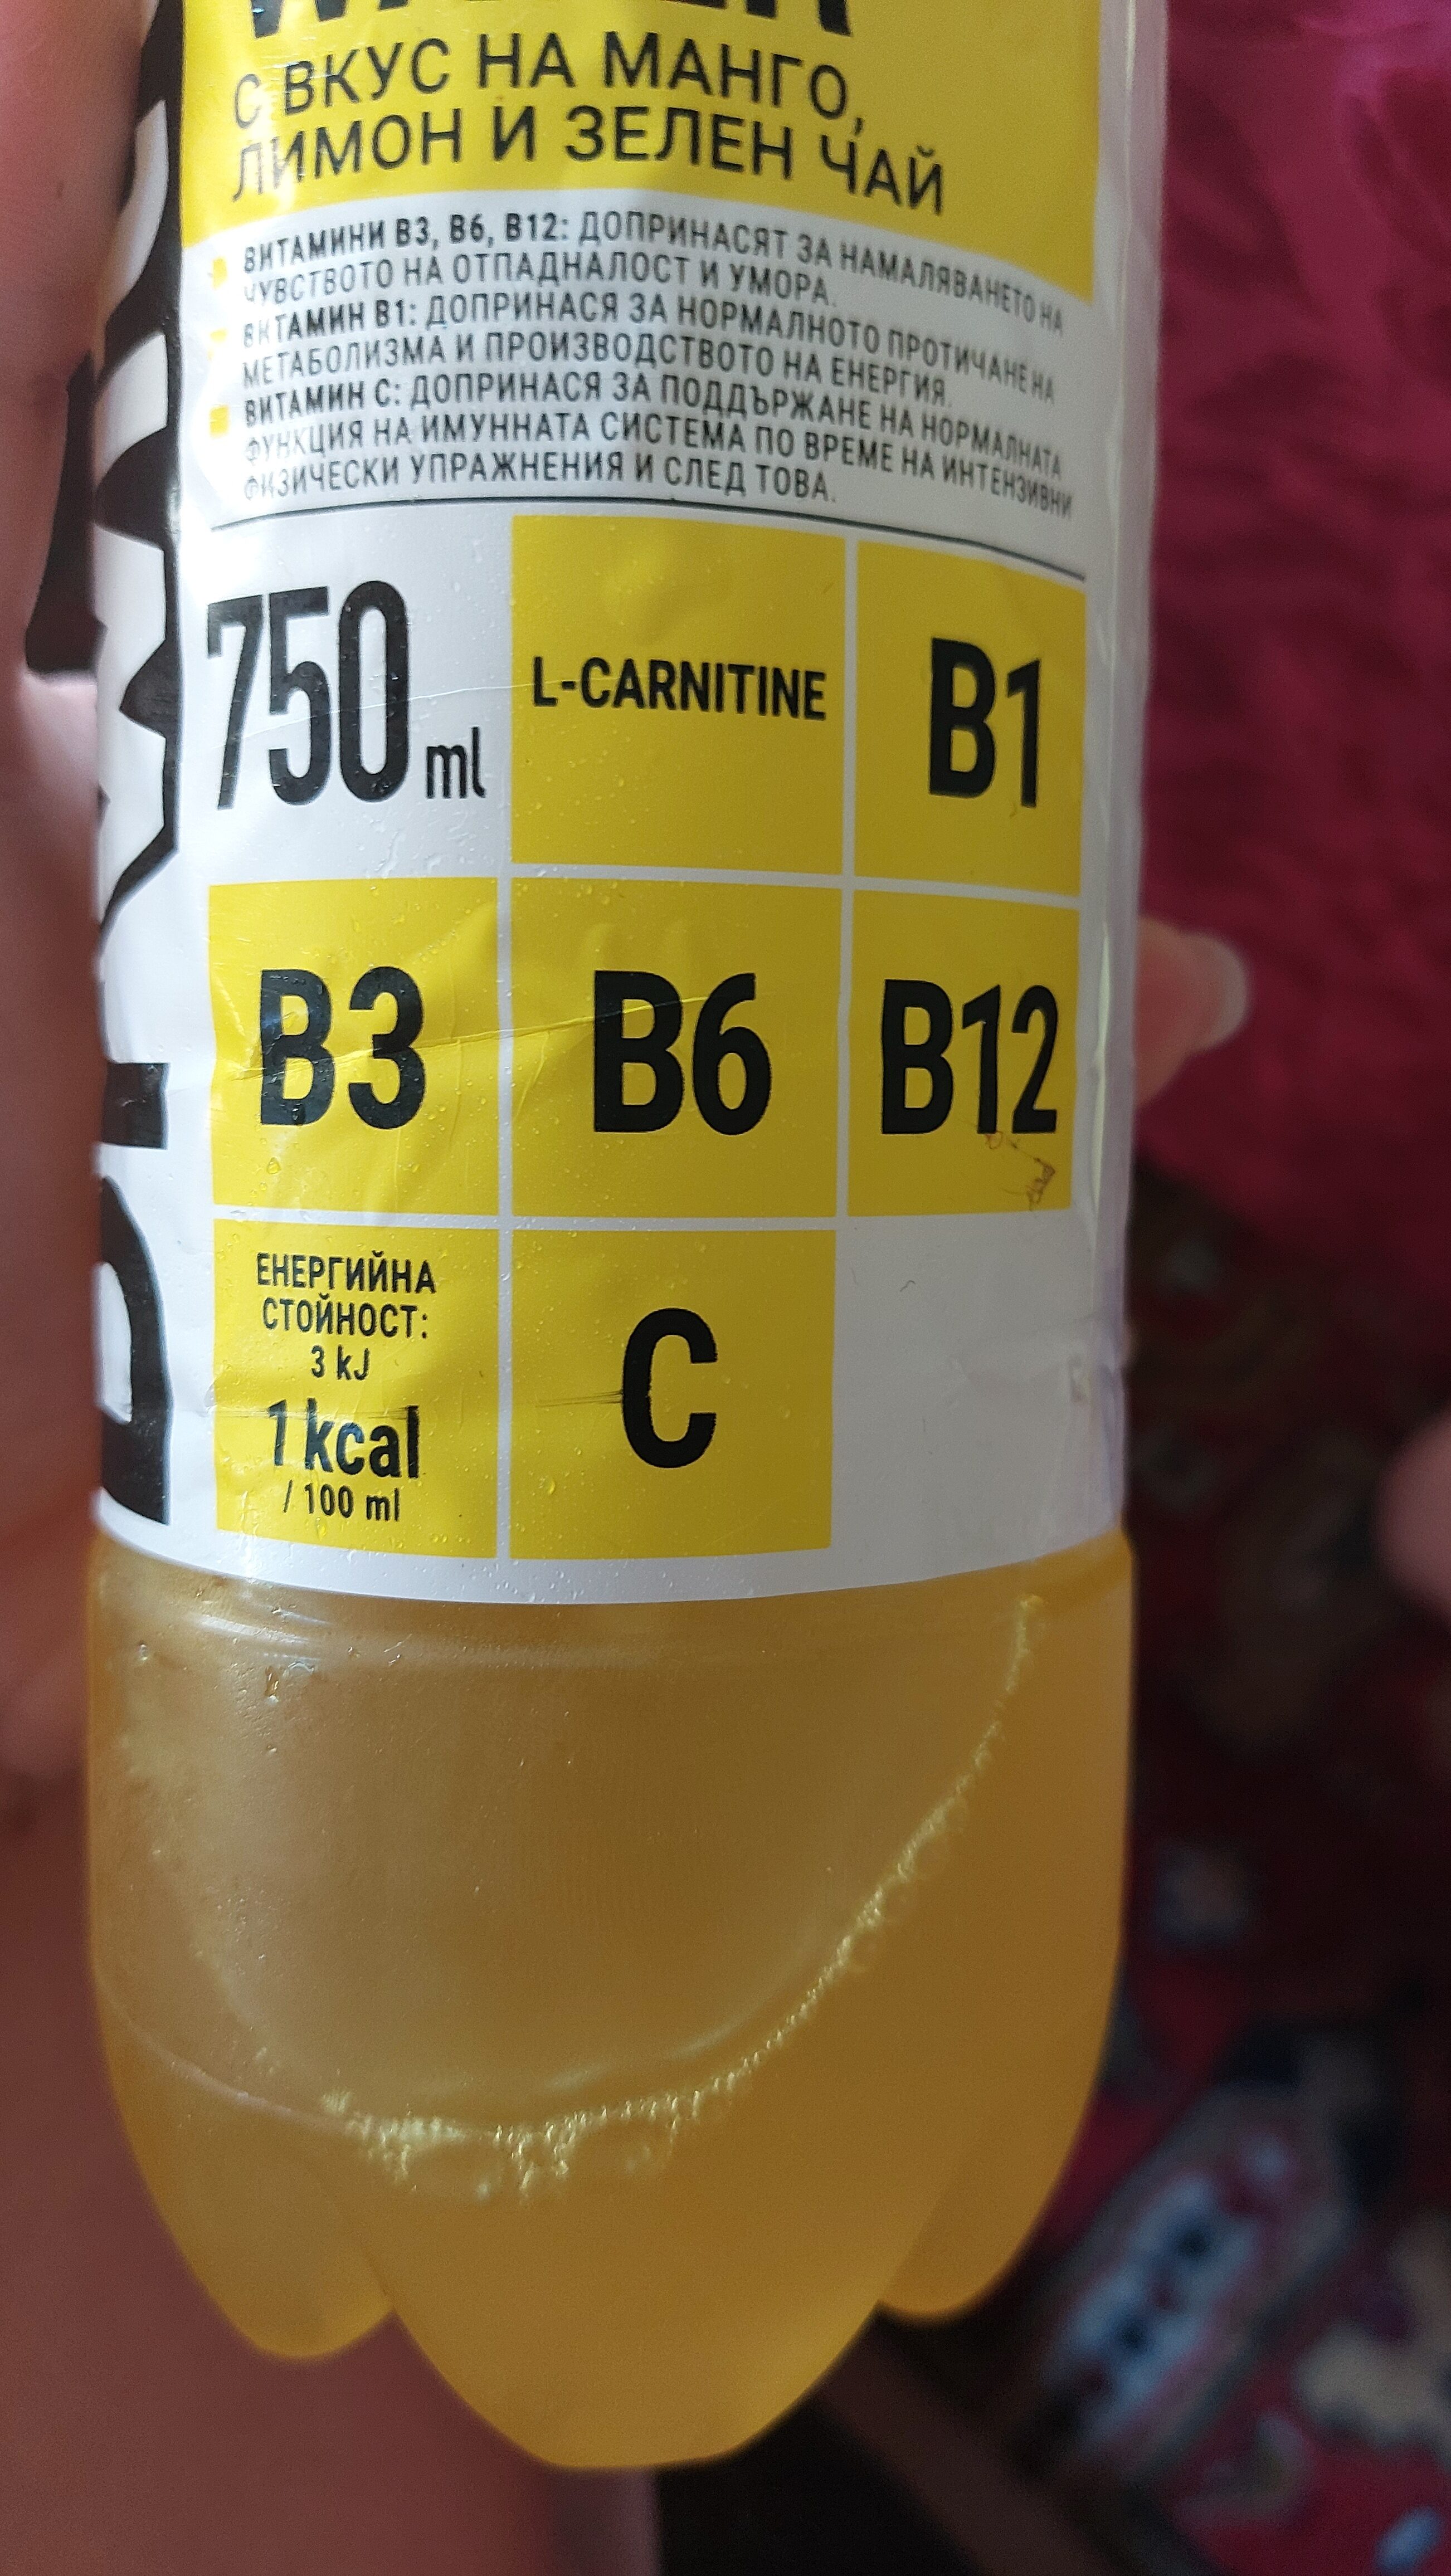 С ВКУС НА МАНГО,
ЛИМОН И ЗЕЛЕН ЧАЙ
ВИТАМИНИ B3, B6, B12: ДОПРИНАСЯТ ЗА НАМАЛЯВАНЕТО НА
ЧУВСТВОТО НА ОТПАДНАЛОСТ И УМОРА.
ВИТАМИН B1: ДОПРИНАСЯ ЗА НОРМАЛНОТО ПРОТИЧАНЕ НА
МЕТАБОЛИЗМА И ПРОИЗВОДСТВОТО НА ЕНЕРГИЯ.
ВИТАМИН C: ДОПРИНАСЯ ЗА ПОДДЪРЖАНЕ НА НОРМАЛНАТА
ФУНКЦИЯ НА ИМУННАТА СИСТЕМА ПО ВРЕМЕ НА ИНТЕНЗИВНИ
ФИЗИЧЕСКИ УПРАЖНЕНИЯ И СЛЕД ТОВА.
750 ml
L-CARNITINE
B1
B3
B6
B12
ЕНЕРГИЙНА
СТОЙНОСТ:
3 kJ
1 kcal
/ 100 ml
C